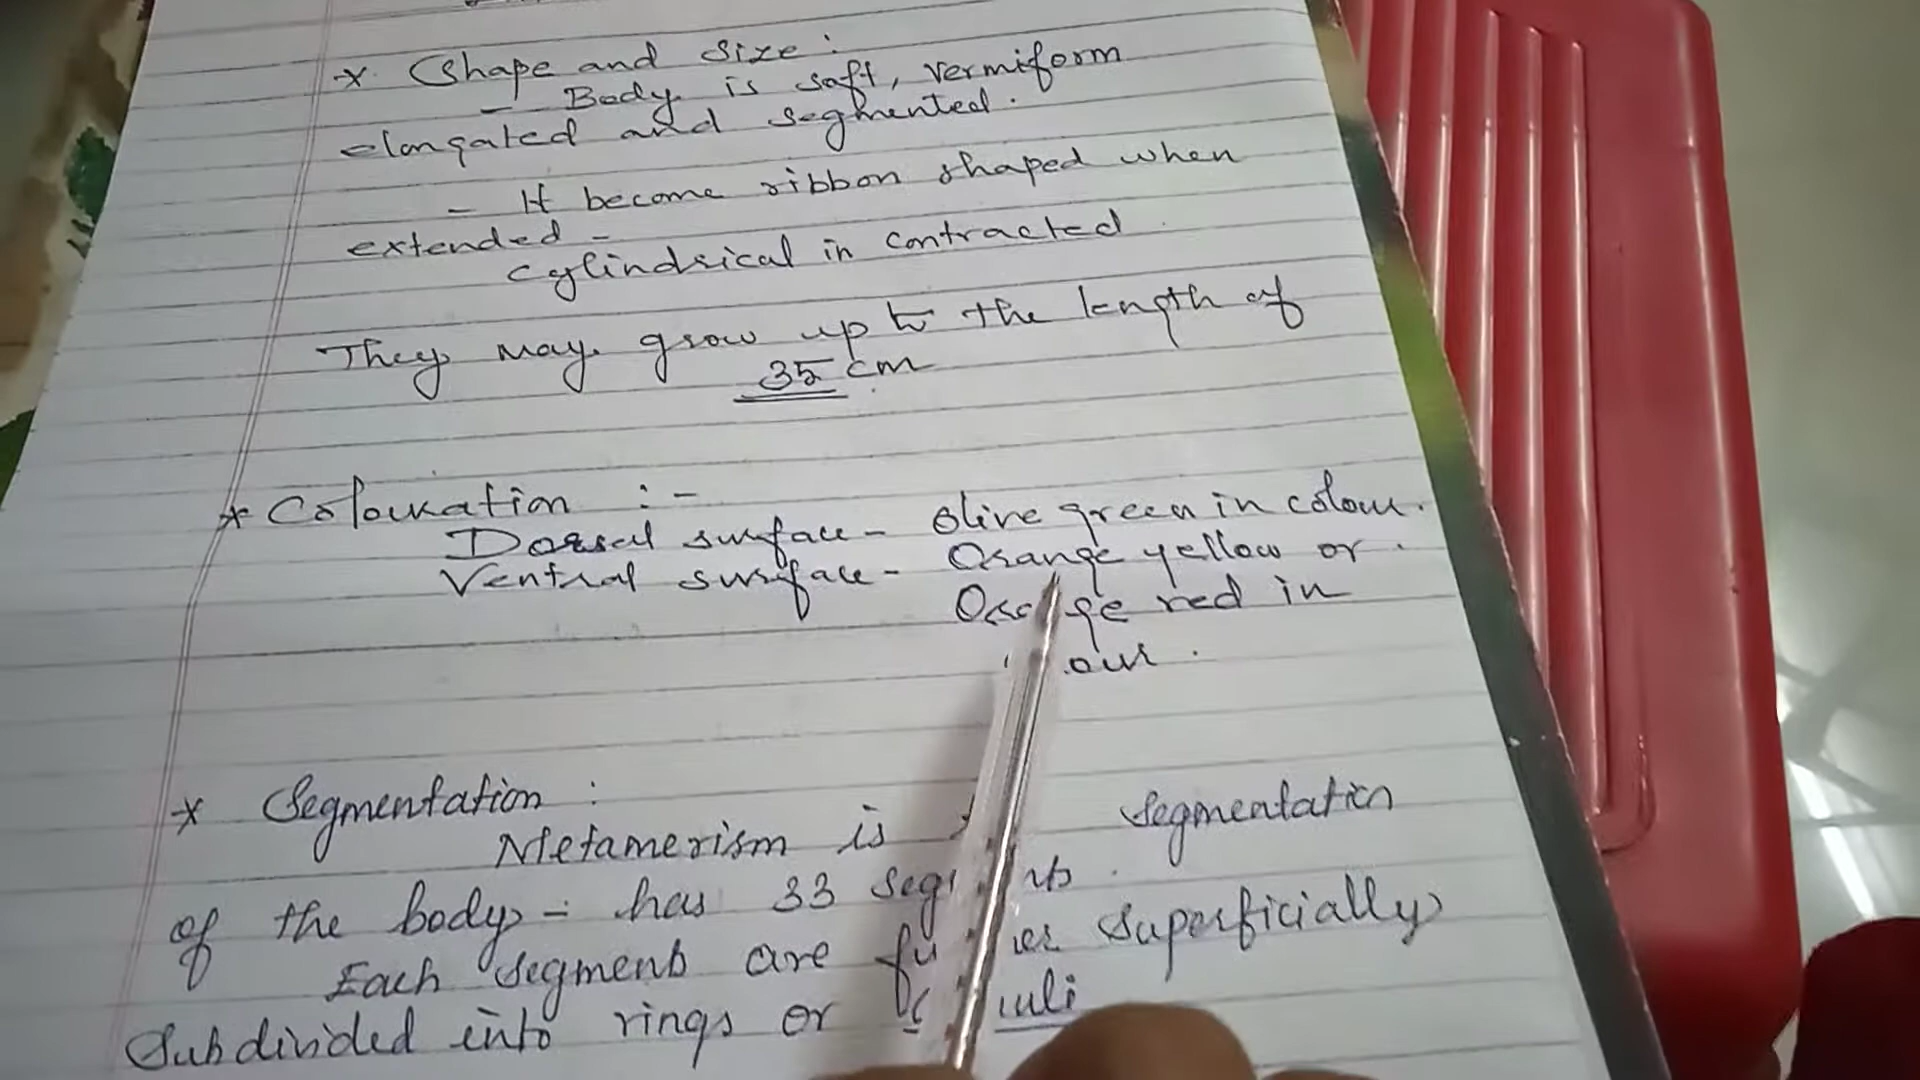 * Shape and size :
- Body is soft, vermiform
elongated and segmented.
- It become ribbon shaped when
extended -
cylindrical in contracted
They may grow up to the length of
35 cm
* Colouration :-
Dorsal surface - Olive green in colour.
Ventral surface - Orange yellow or
red in
* Segmentation :
Metamerism is segmentation
of the body - has 33
Each segment are superficially
Subdivided into rings or